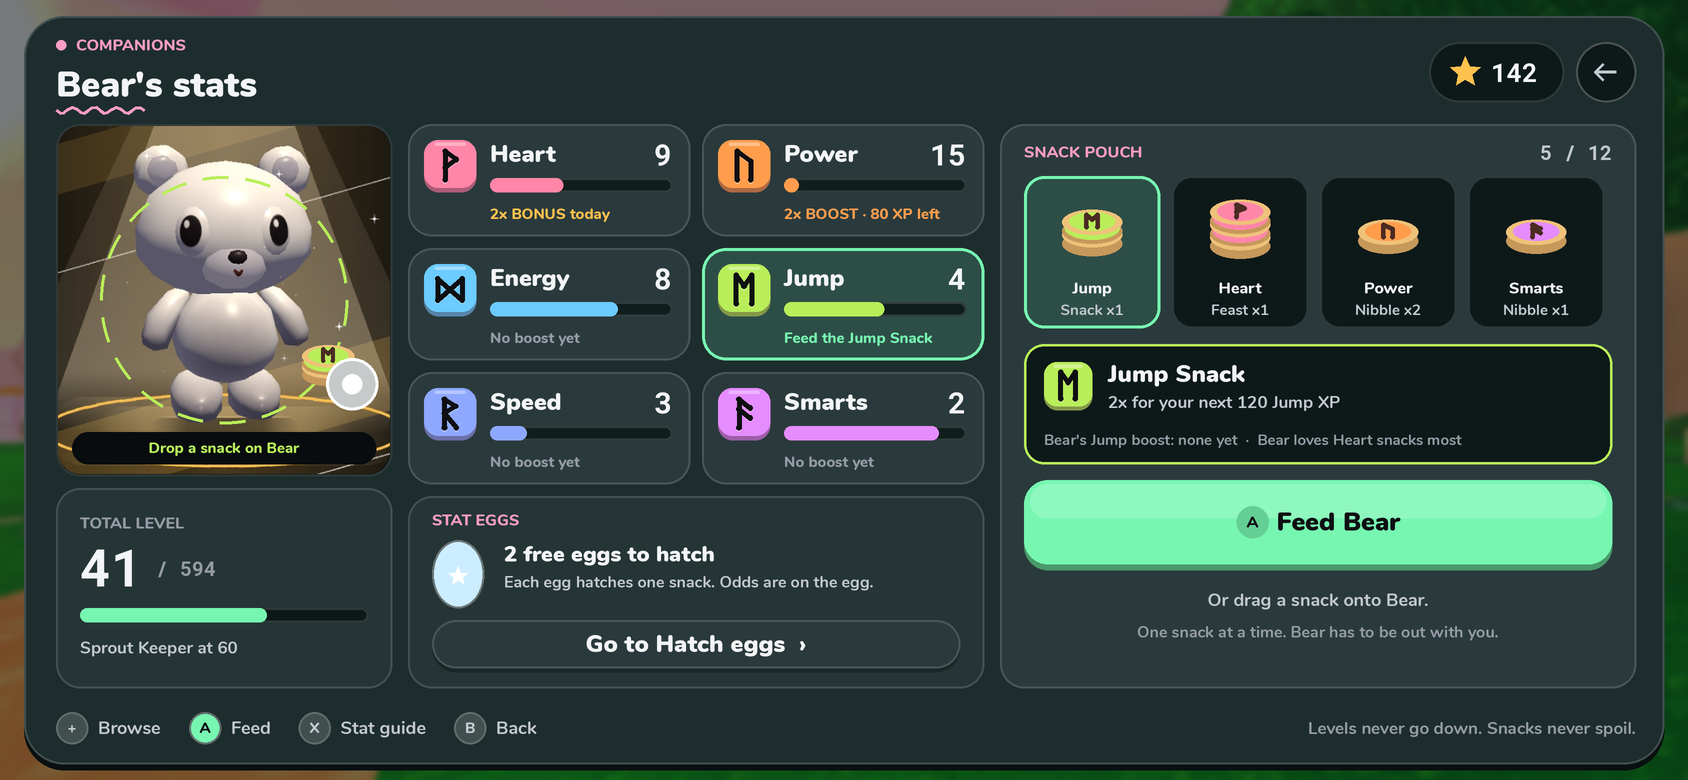 COMPANIONS
Bear's stats
142
Drop a snack on Bear
TOTAL LEVEL
41 / 594
Sprout Keeper at 60
Heart 9
2x BONUS today
Power 15
2x BOOST · 80 XP left
Energy 8
No boost yet
Jump 4
Feed the Jump Snack
Speed 3
No boost yet
Smarts 2
No boost yet
STAT EGGS
2 free eggs to hatch
Each egg hatches one snack. Odds are on the egg.
Go to Hatch eggs ›
SNACK POUCH 5 / 12
Jump
Snack x1
Heart
Feast x1
Power
Nibble x2
Smarts
Nibble x1
Jump Snack
2x for your next 120 Jump XP
Bear's Jump boost: none yet · Bear loves Heart snacks most
A Feed Bear
Or drag a snack onto Bear.
One snack at a time. Bear has to be out with you.
+ Browse A Feed X Stat guide B Back
Levels never go down. Snacks never spoil.